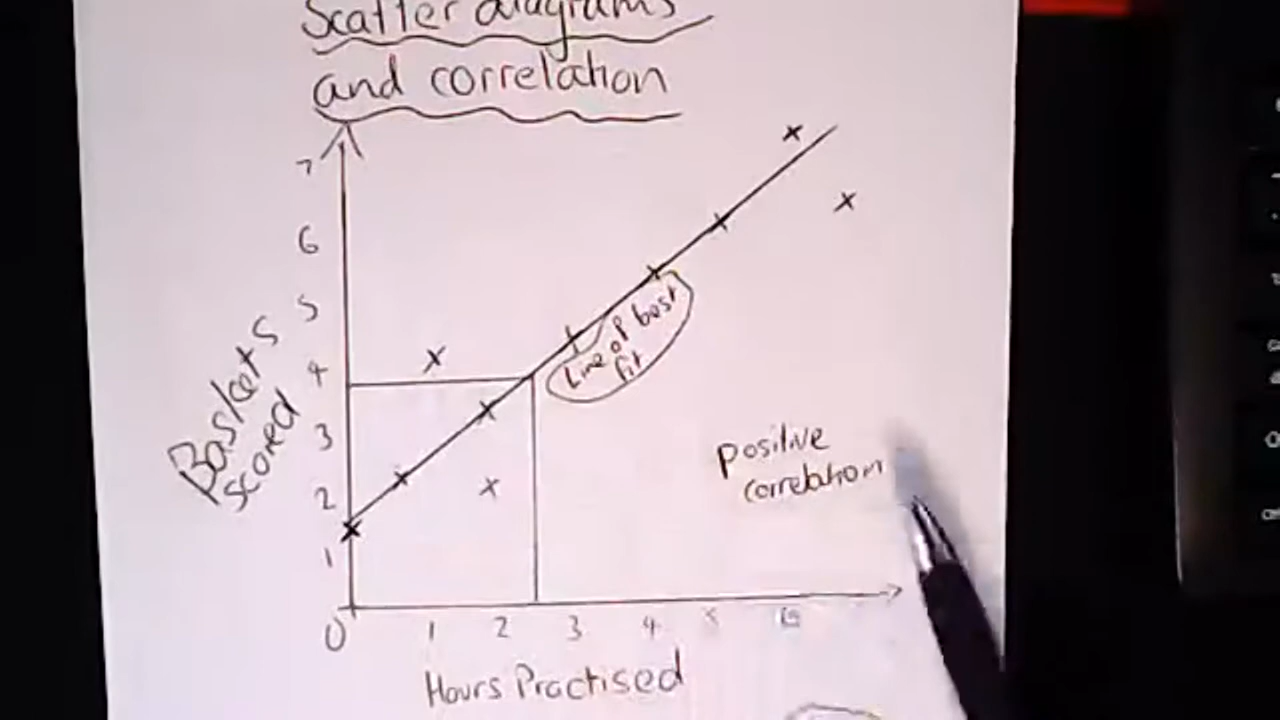 Scatter diagrams
and correlation
7
6
5
4
3
2
1
0
Baskets
scored
Line of best
fit
positive
correlation
1 2 3 4 5 6
Hours Practised